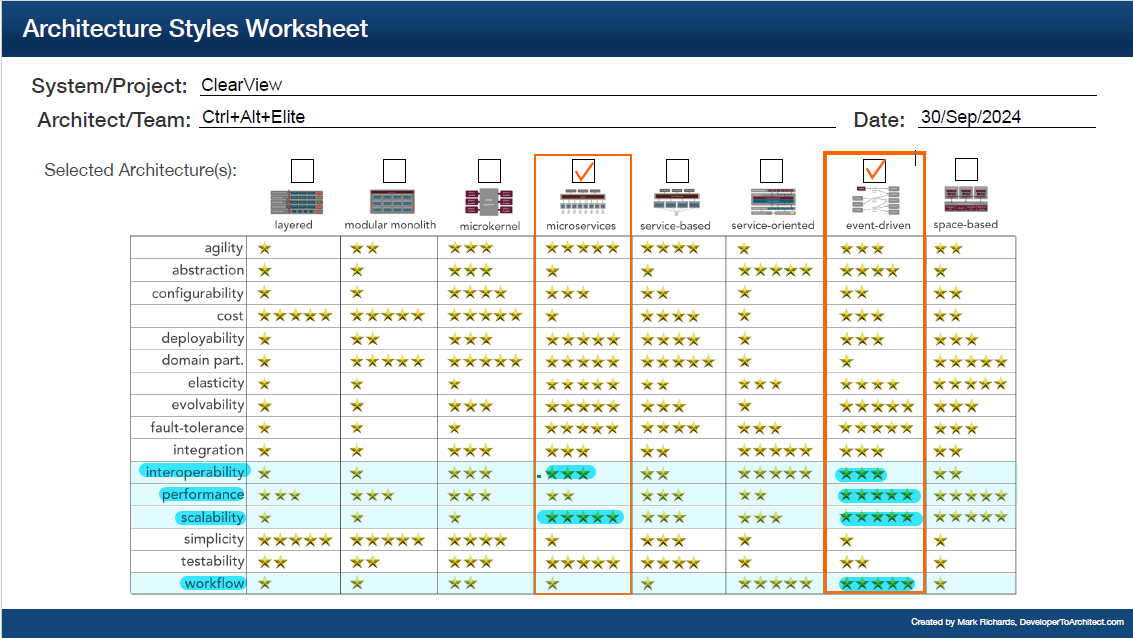 Architecture Styles Worksheet
System/Project: ClearView
Architect/Team: Ctrl+Alt+Elite Date: 30/Sep/2024
Selected Architecture(s):
layered modular monolith microkernel microservices service-based service-oriented event-driven space-based
agility
abstraction
configurability
cost
deployability
domain part.
elasticity
evolvability
fault-tolerance
integration
interoperability
performance
scalability
simplicity
testability
workflow
Created by Mark Richards, DeveloperToArchitect.com